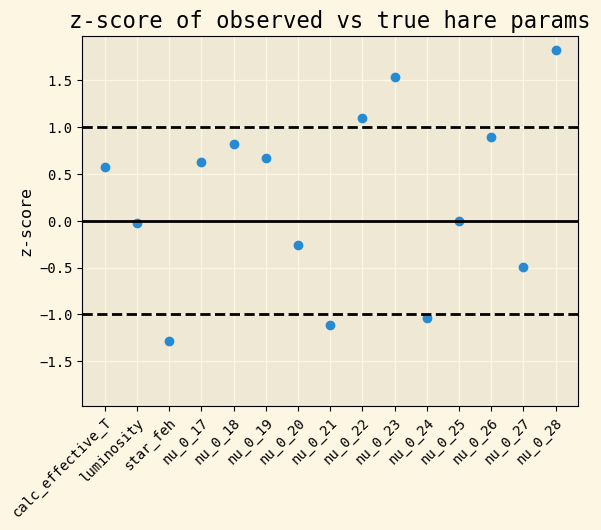 z-score of observed vs true hare params
z-score
1.5
1.0
0.5
0.0
−0.5
−1.0
−1.5
calc_effective_T
luminosity
star_feh
nu_0_17
nu_0_18
nu_0_19
nu_0_20
nu_0_21
nu_0_22
nu_0_23
nu_0_24
nu_0_25
nu_0_26
nu_0_27
nu_0_28